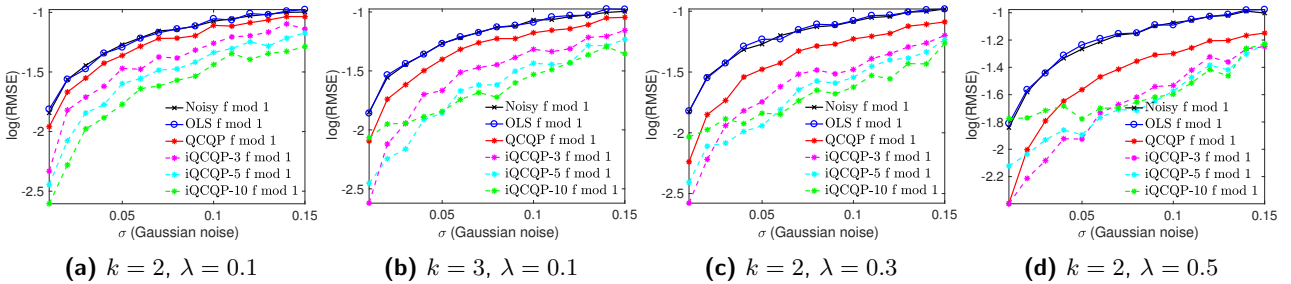 -1
-1.5
-2
-2.5
log(RMSE)
0.05
0.1
0.15
σ (Gaussian noise)
Noisy f mod 1
OLS f mod 1
QCQP f mod 1
iQCQP-3 f mod 1
iQCQP-5 f mod 1
iQCQP-10 f mod 1
(a) k = 2, λ = 0.1
-1
-1.5
-2
-2.5
log(RMSE)
0.05
0.1
0.15
σ (Gaussian noise)
Noisy f mod 1
OLS f mod 1
QCQP f mod 1
iQCQP-3 f mod 1
iQCQP-5 f mod 1
iQCQP-10 f mod 1
(b) k = 3, λ = 0.1
-1
-1.5
-2
-2.5
log(RMSE)
0.05
0.1
0.15
σ (Gaussian noise)
Noisy f mod 1
OLS f mod 1
QCQP f mod 1
iQCQP-3 f mod 1
iQCQP-5 f mod 1
iQCQP-10 f mod 1
(c) k = 2, λ = 0.3
-1
-1.2
-1.4
-1.6
-1.8
-2
-2.2
log(RMSE)
0.05
0.1
0.15
σ (Gaussian noise)
Noisy f mod 1
OLS f mod 1
QCQP f mod 1
iQCQP-3 f mod 1
iQCQP-5 f mod 1
iQCQP-10 f mod 1
(d) k = 2, λ = 0.5